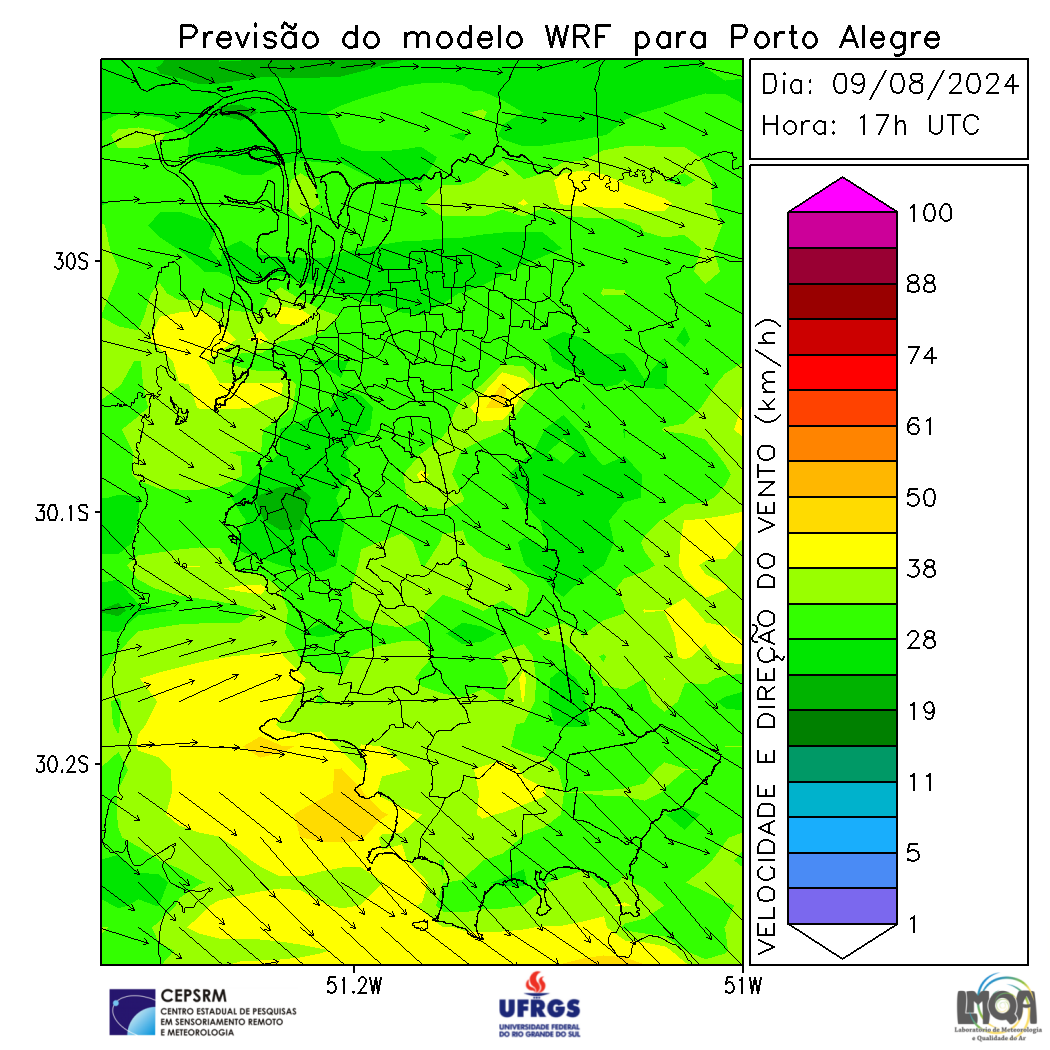 Previsão do modelo WRF para Porto Alegre
Dia: 09/08/2024
Hora: 17h UTC
30S
30.1S
30.2S
51.2W
51W
VELOCIDADE E DIREÇÃO DO VENTO (km/h)
100
88
74
61
50
38
28
19
11
5
1
CEPSRM
CENTRO ESTADUAL DE PESQUISAS
EM SENSORIAMENTO REMOTO
E METEOROLOGIA
UFRGS
UNIVERSIDADE FEDERAL
DO RIO GRANDE DO SUL
LMQA
Laboratório de Meteorologia
e Qualidade do Ar